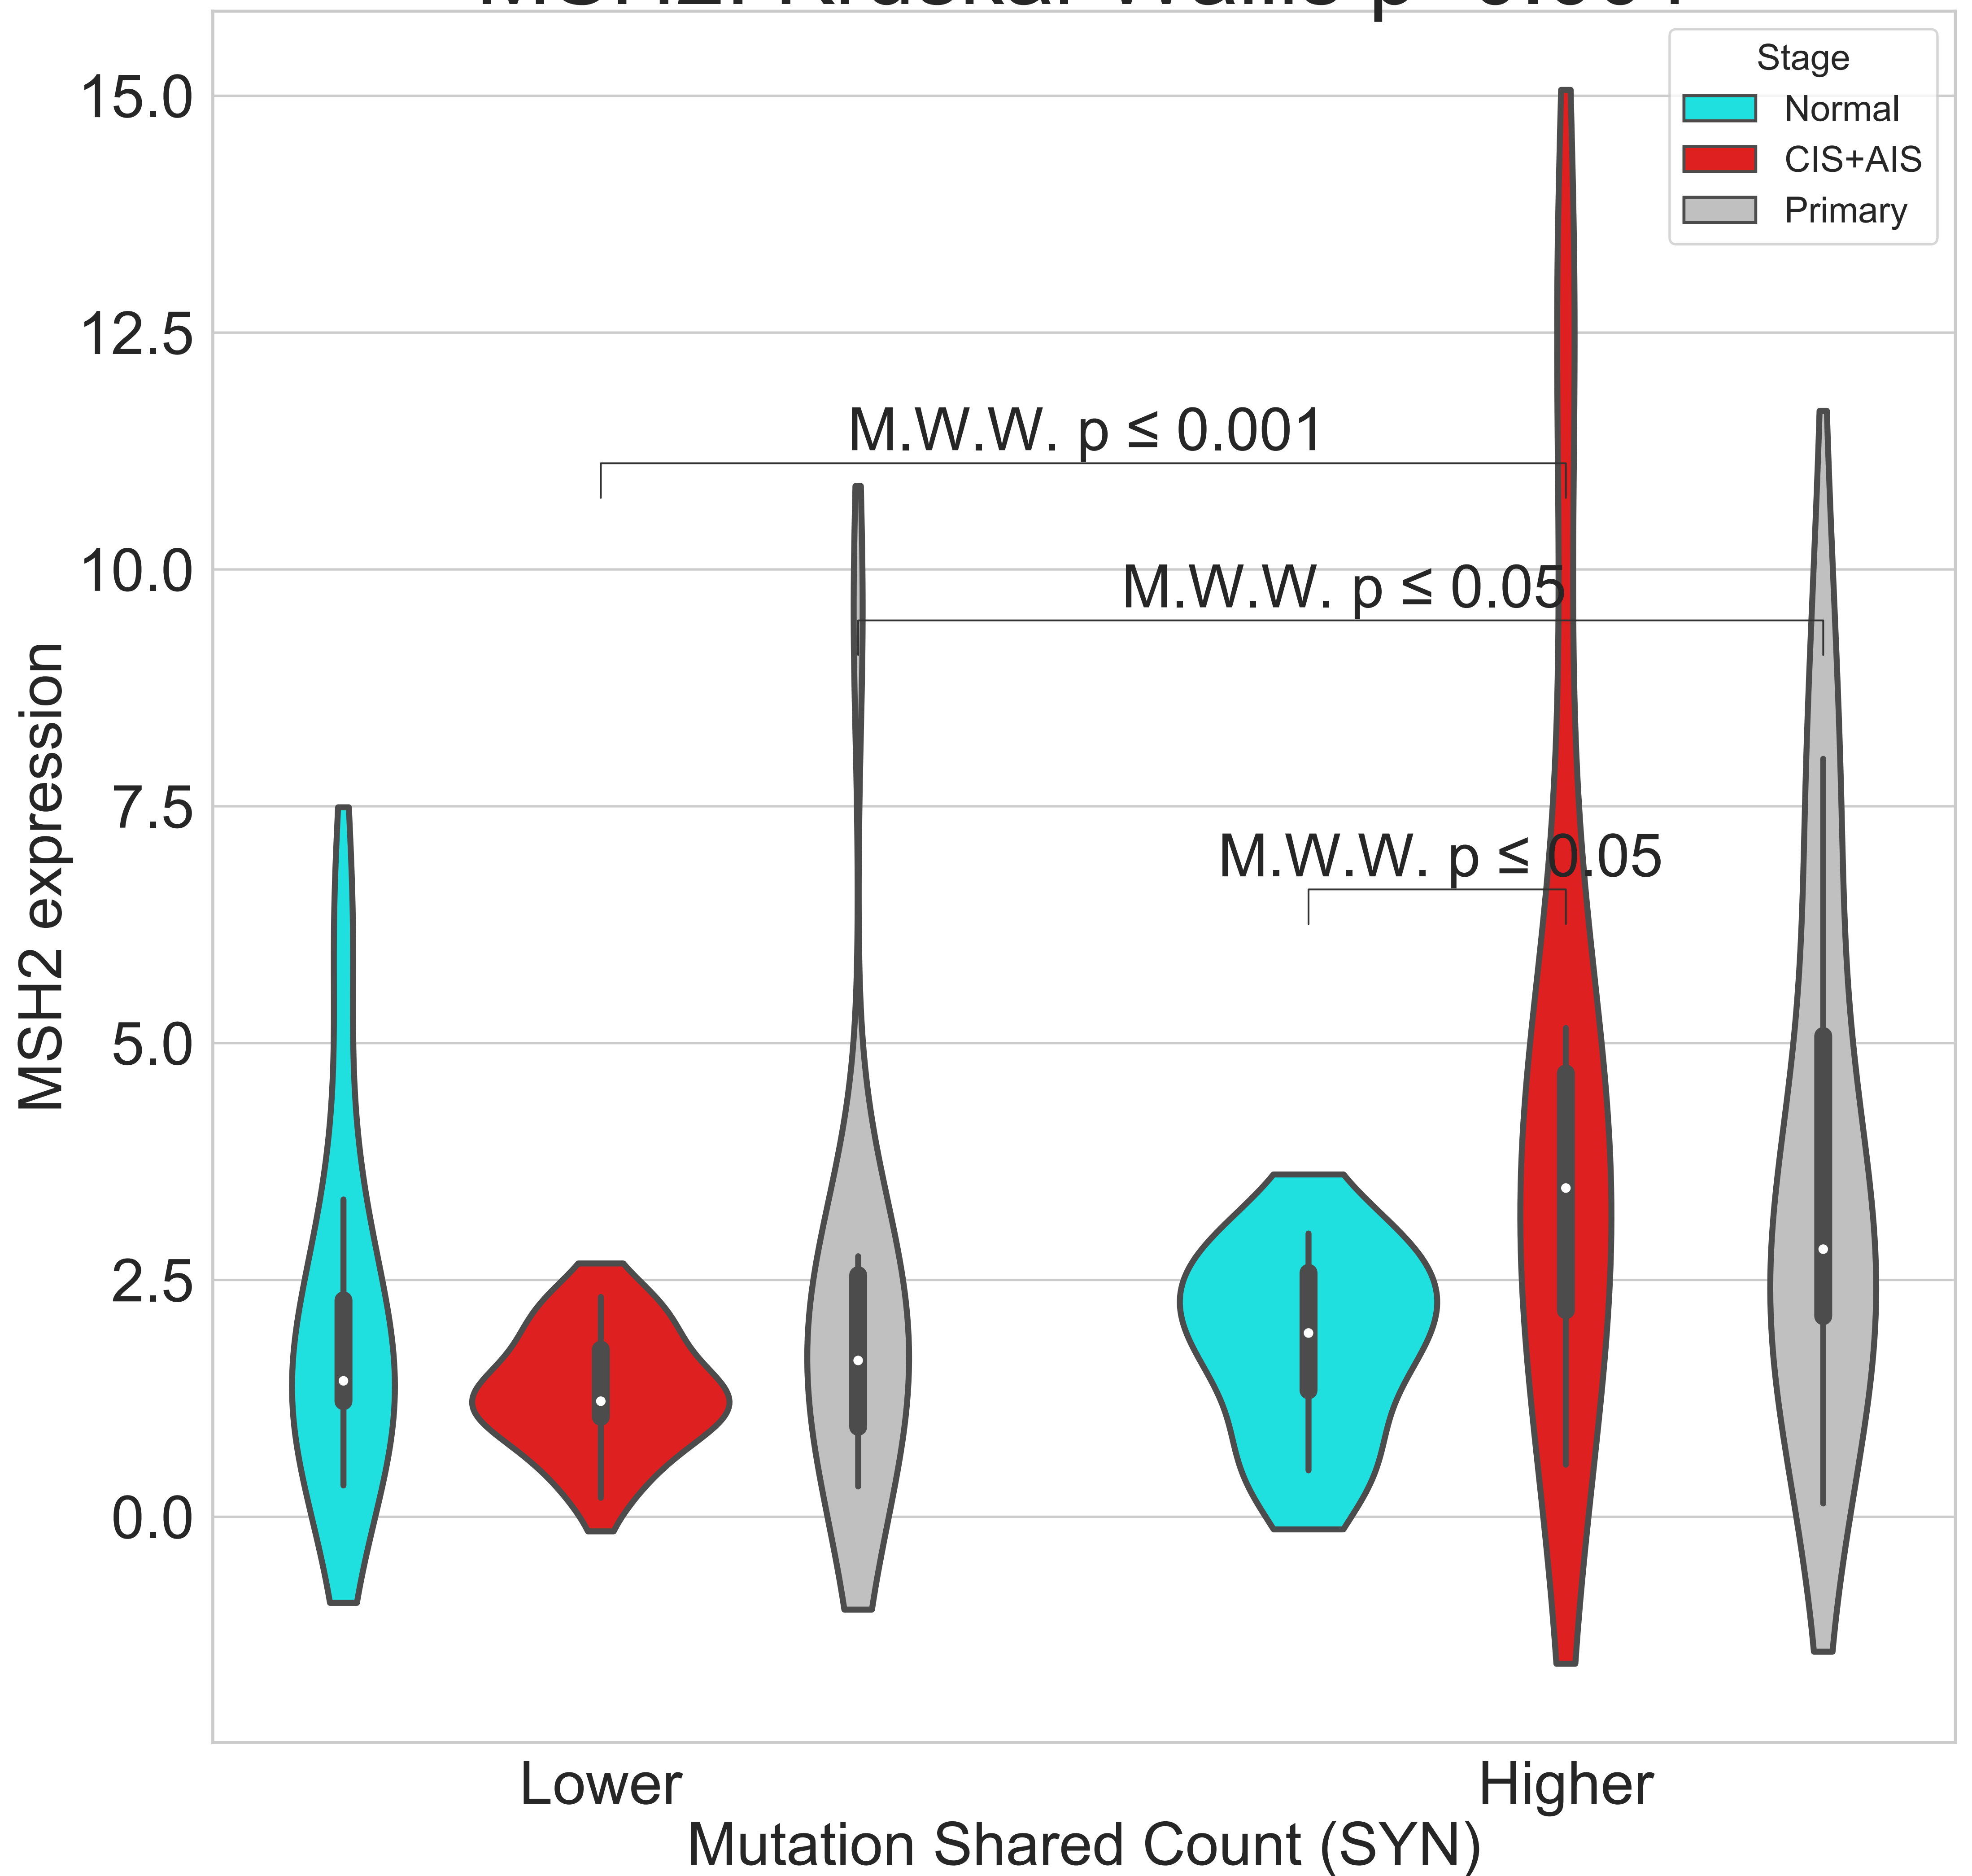 Stage
Normal
CIS+AIS
Primary
15.0
12.5
10.0
7.5
5.0
2.5
0.0
MSH2 expression
M.W.W. p ≤ 0.001
M.W.W. p ≤ 0.05
M.W.W. p ≤ 0.05
Lower
Higher
Mutation Shared Count (SYN)